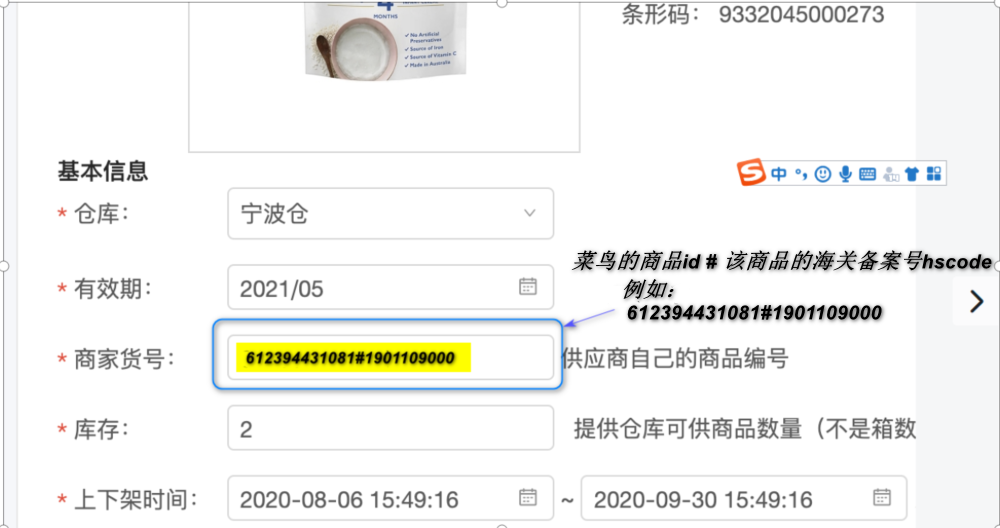 条形码： 9332045000273
4
MONTHS
✓ No Artificial
Preservatives
✓ Source of Iron
✓ Source of Vitamin C
✓ Made in Australia
基本信息
S 中 °,
* 仓库：
宁波仓
菜鸟的商品id # 该商品的海关备案号hscode
例如：
612394431081#1901109000
* 有效期：
2021/05
* 商家货号：
612394431081#1901109000
供应商自己的商品编号
* 库存：
2
提供仓库可供商品数量（不是箱数
* 上下架时间：
2020-08-06 15:49:16
~
2020-09-30 15:49:16